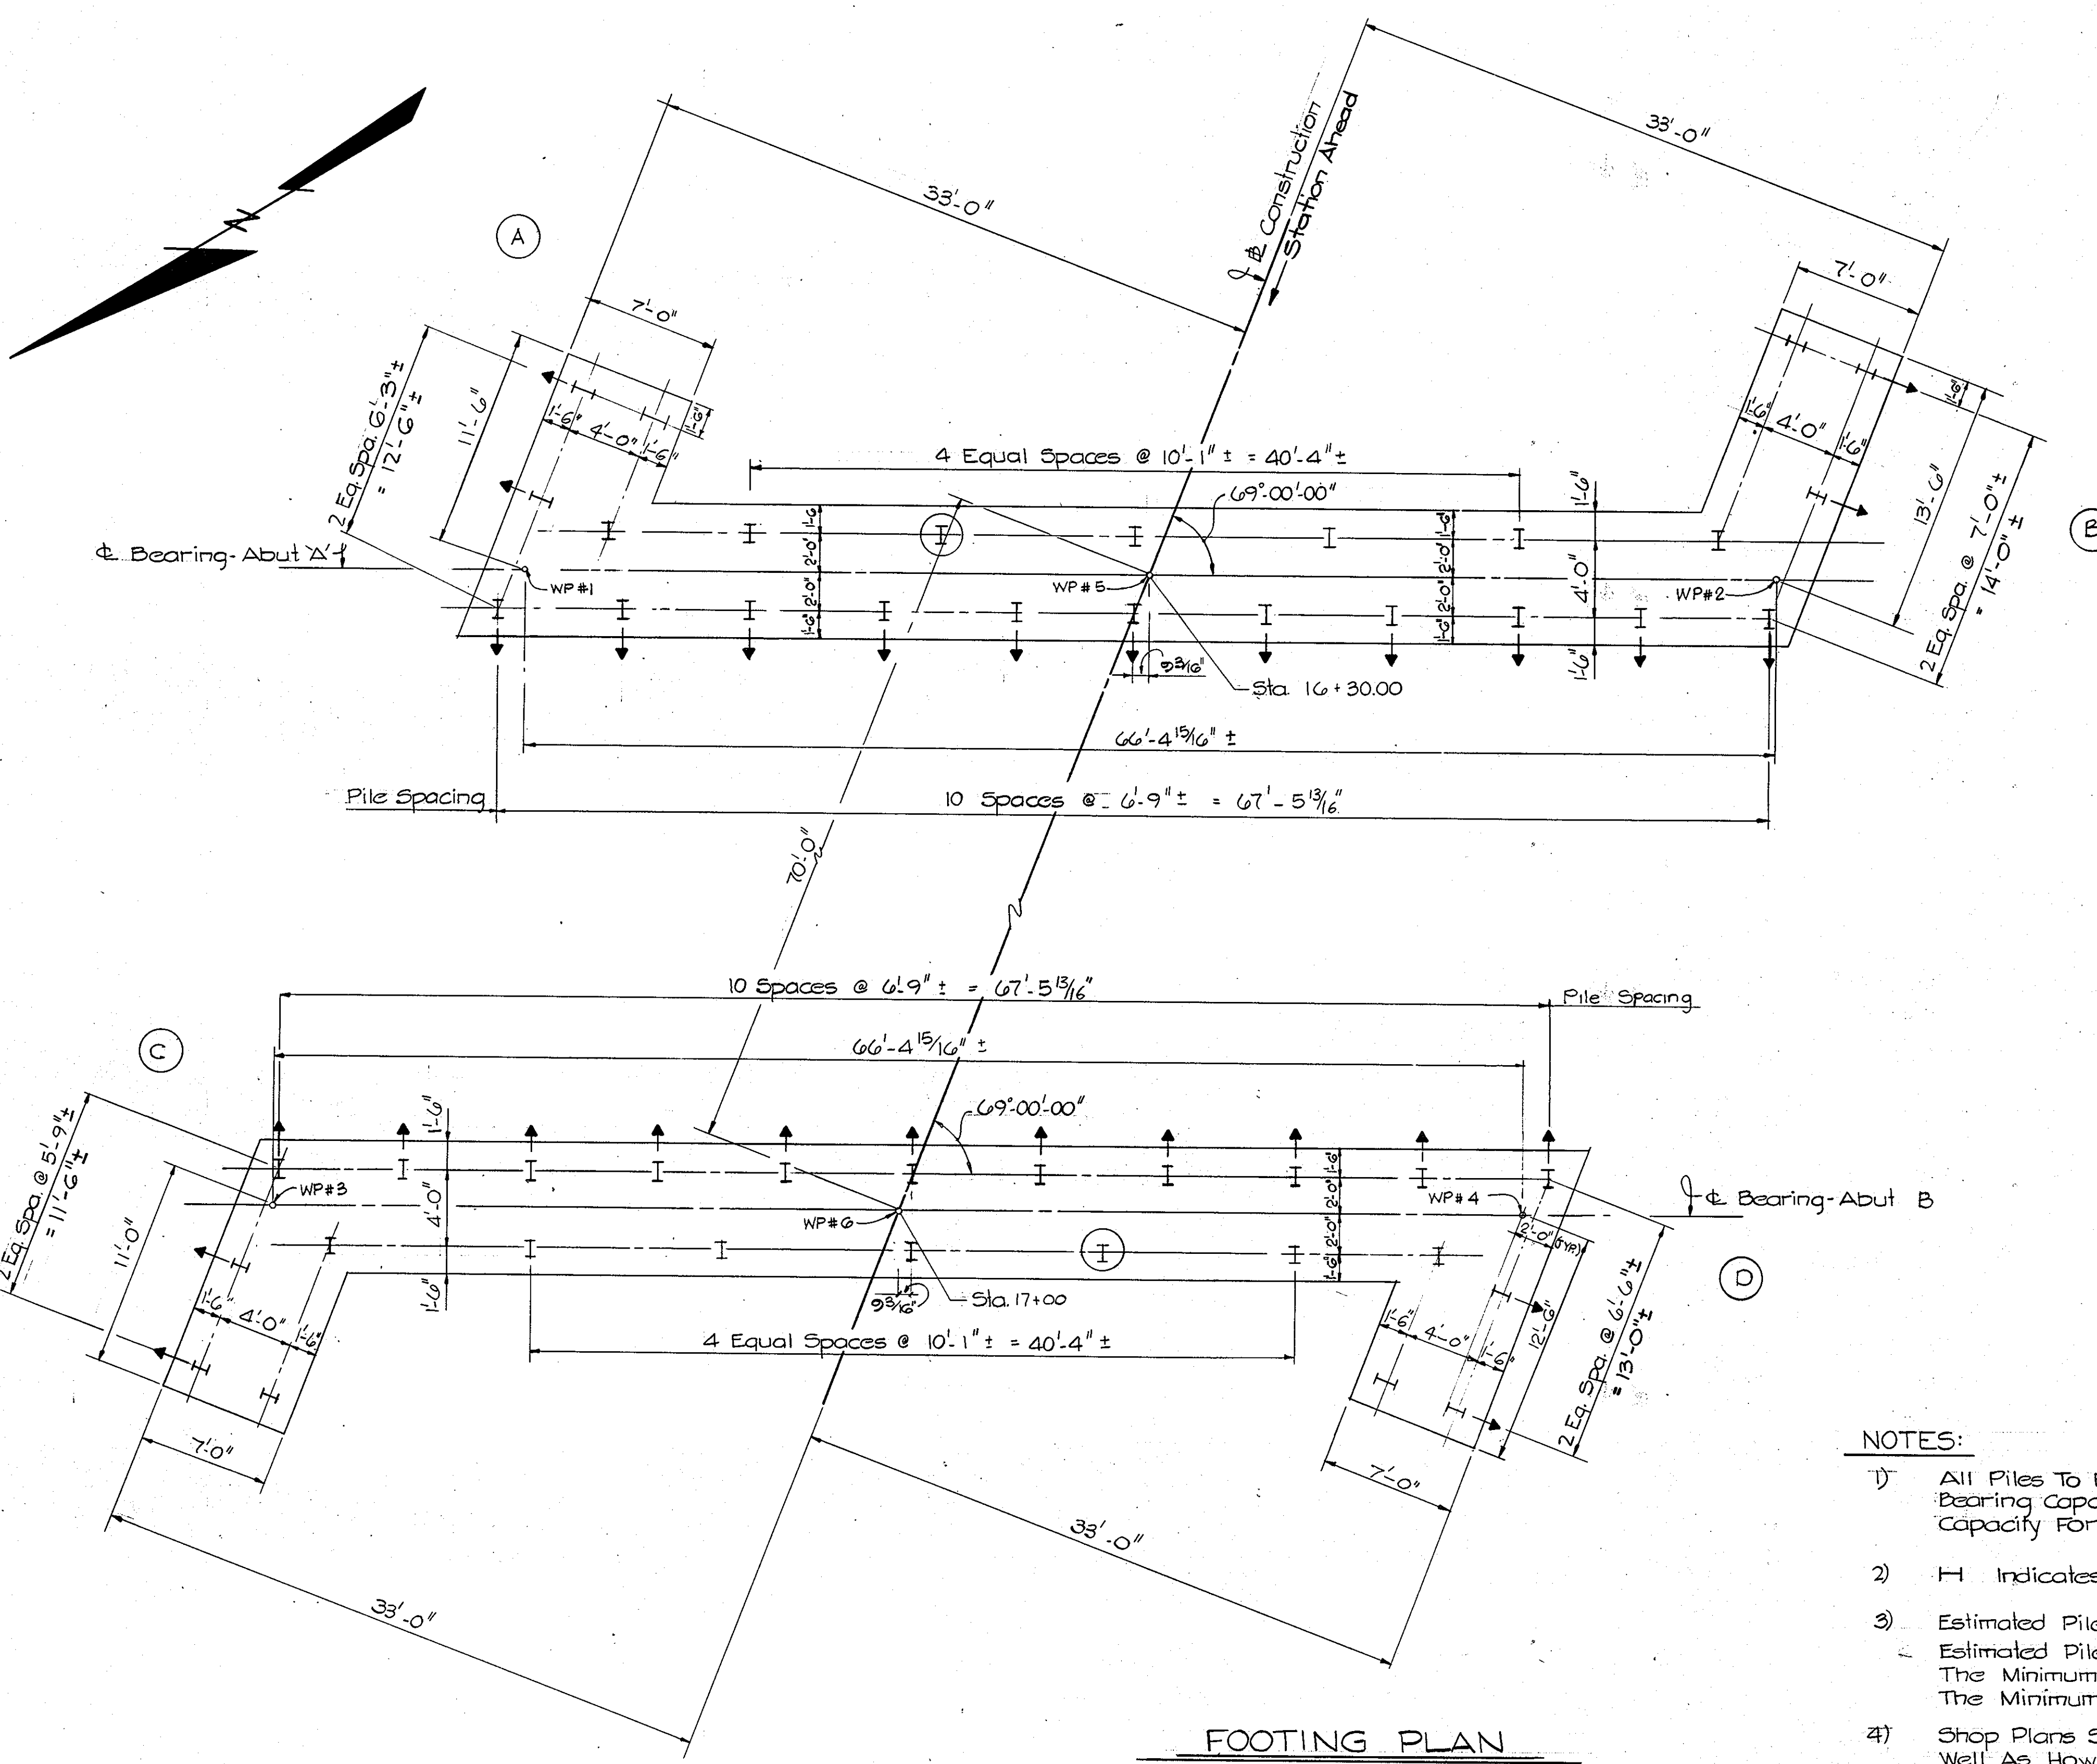 33'-0"
33'-0"
℄ Construction
Station Ahead
N
A
7'-0"
7'-0"
2 Eq. Spa. 6'-3"±
= 12'-6"±
11'-6"
1'-6"
4'-0"
1'-6"
1'-6"
1'-6"
1'-6"
4'-0"
1'-6"
13'-6"
2 Eq. Spa. @ 7'-0"±
= 14'-0"±
B
4 Equal Spaces @ 10'-1" ± = 40'-4" ±
69°-00'-00"
℄ Bearing-Abut 'A'
WP#1
1'-6"
2'-0"
2'-0"
1'-6"
WP#5
1'-6"
2'-0"
2'-0"
1'-6"
1'-6"
4'-0"
1'-6"
WP#2
9 3/16"
Sta. 16+30.00
66'-4 15/16" ±
Pile Spacing
10 Spaces @ 6'-9" ± = 67'-5 13/16"
70'-0"
10 Spaces @ 6'-9" ± = 67'-5 13/16"
Pile Spacing
66'-4 15/16" ±
C
69°-00'-00"
2 Eq. Spa. @ 5'-9"±
= 11'-6"±
11'-0"
WP#3
1'-6"
4'-0"
1'-6"
WP#6
1'-6"
2'-0"
2'-0"
1'-6"
WP#4
℄ Bearing-Abut B
2'-0" (TYP.)
D
1'-6"
4'-0"
1'-6"
9 3/16"
Sta. 17+00
4 Equal Spaces @ 10'-1" ± = 40'-4" ±
1'-6"
4'-0"
1'-6"
12'-6"
2 Eq. Spa. @ 6'-6"±
= 13'-0"±
7'-0"
7'-0"
33'-0"
33'-0"
NOTES:
1) All Piles To
Bearing
Capacity For
2) H Indicates
3) Estimated
Estimated
The Minimum
The Minimum
4) Shop Plans
Well As How
FOOTING PLAN